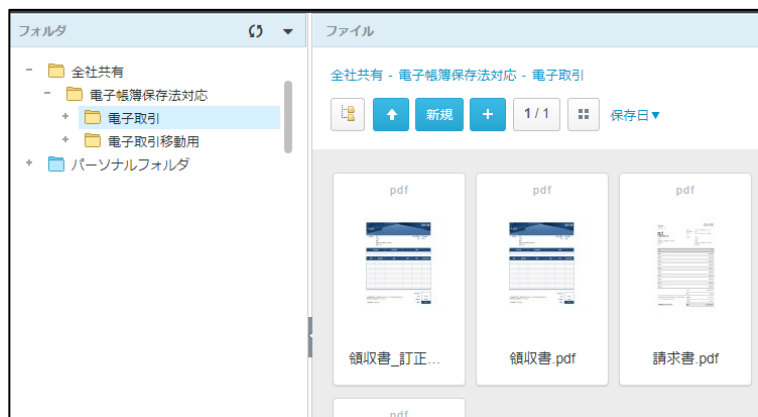 フォルダ
全社共有
電子帳簿保存法対応
電子取引
電子取引移動用
パーソナルフォルダ
ファイル
全社共有 - 電子帳簿保存法対応 - 電子取引
新規
1 / 1
保存日▼
pdf
pdf
pdf
領収書_訂正...
領収書.pdf
請求書.pdf
pdf